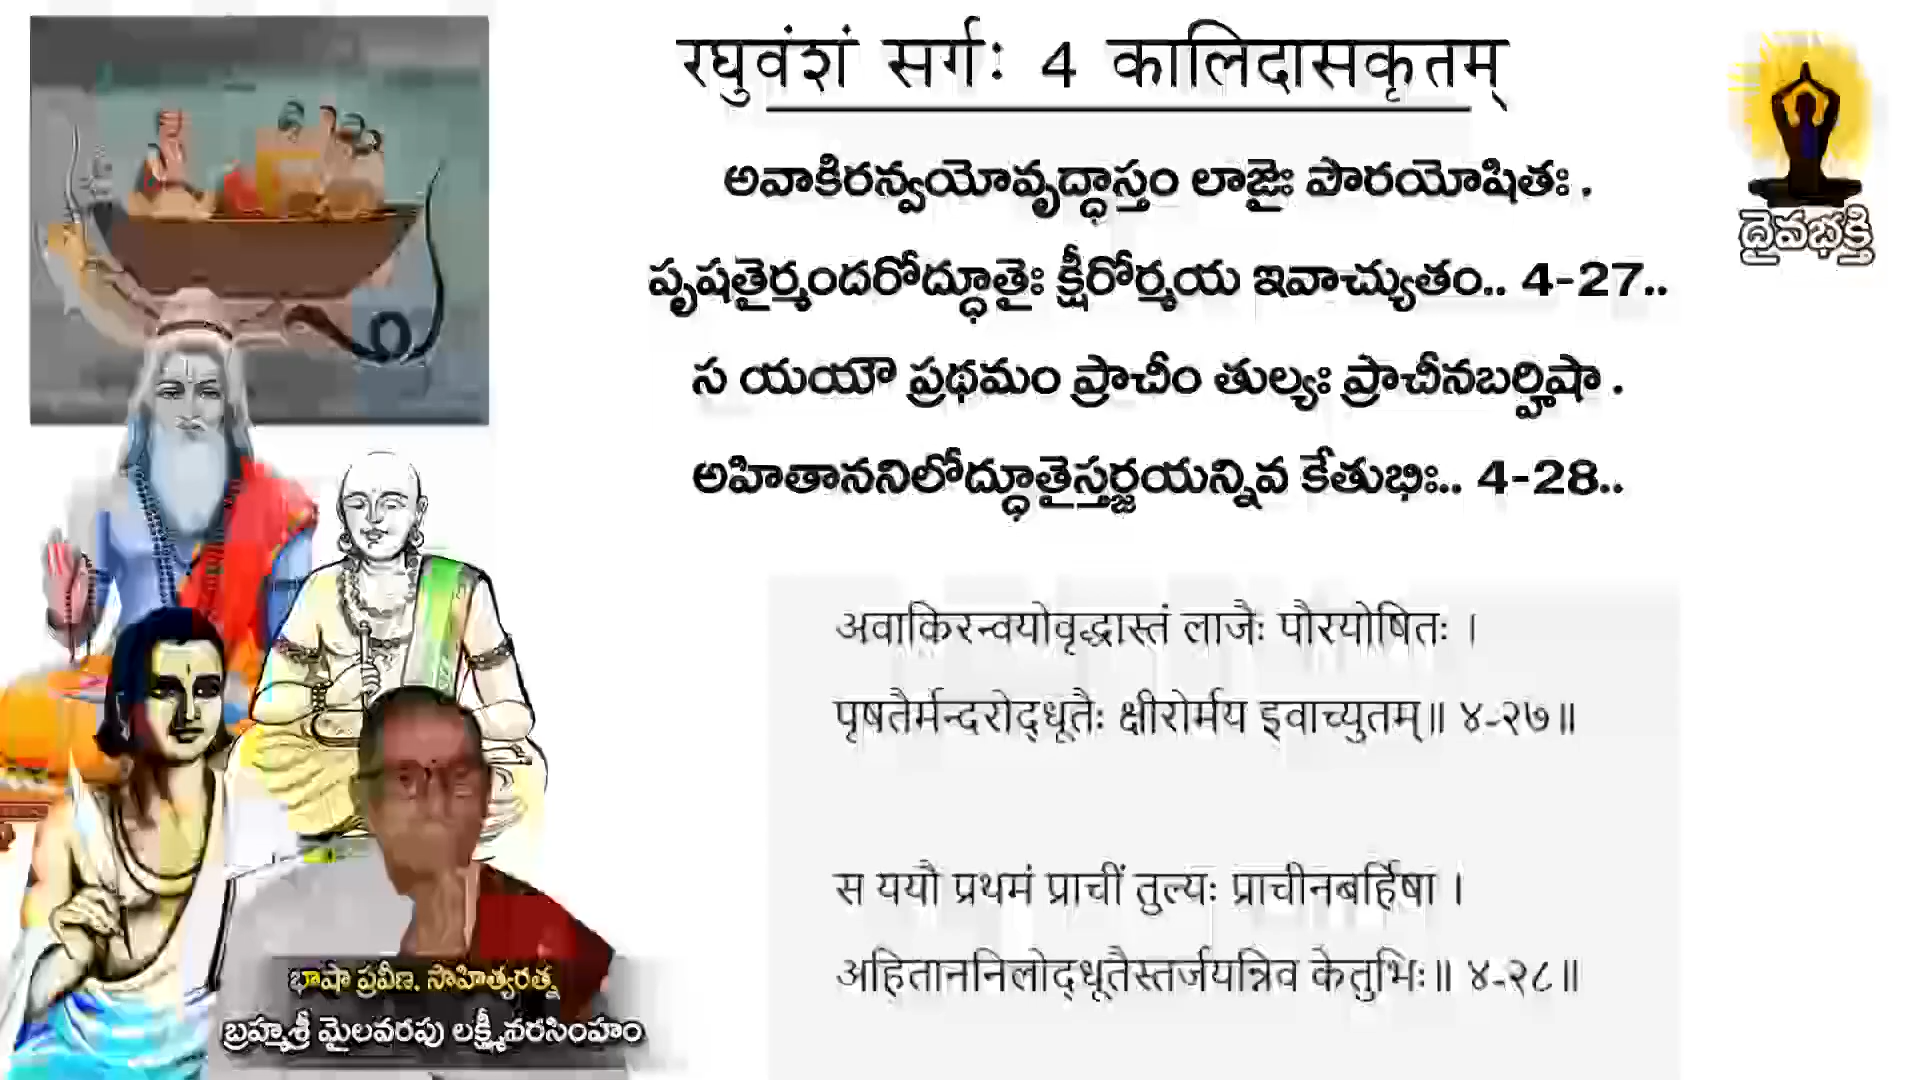 रघुवंशं सर्गः 4 कालिदासकृतम्
అవాకిరన్వయోవృద్ధాస్తం లాజైః పౌరయోషితః .
పృషతైర్మందరోద్ధూతైః క్షీరోర్మయ ఇవాచ్యుతం.. 4-27..
స యయౌ ప్రథమం ప్రాచీం తుల్యః ప్రాచీనబర్హిషా .
అహితాననిలోద్ధూతైస్తర్జయన్నివ కేతుభిః.. 4-28..
अवाकिरन्वयोवृद्धास्तं लाजैः पौरयोषितः ।
पृषतैर्मन्दरोद्धूतैः क्षीरोर्मय इवाच्युतम्॥ ४-२७॥
स ययौ प्रथमं प्राचीं तुल्यः प्राचीनबर्हिषा ।
अहिताननिलोद्धूतैस्तर्जयन्निव केतुभिः॥ ४-२८॥
దైవభక్తి
భాషా ప్రవీణ, సాహిత్యరత్న
బ్రహ్మశ్రీ మైలవరపు లక్ష్మీనరసింహం